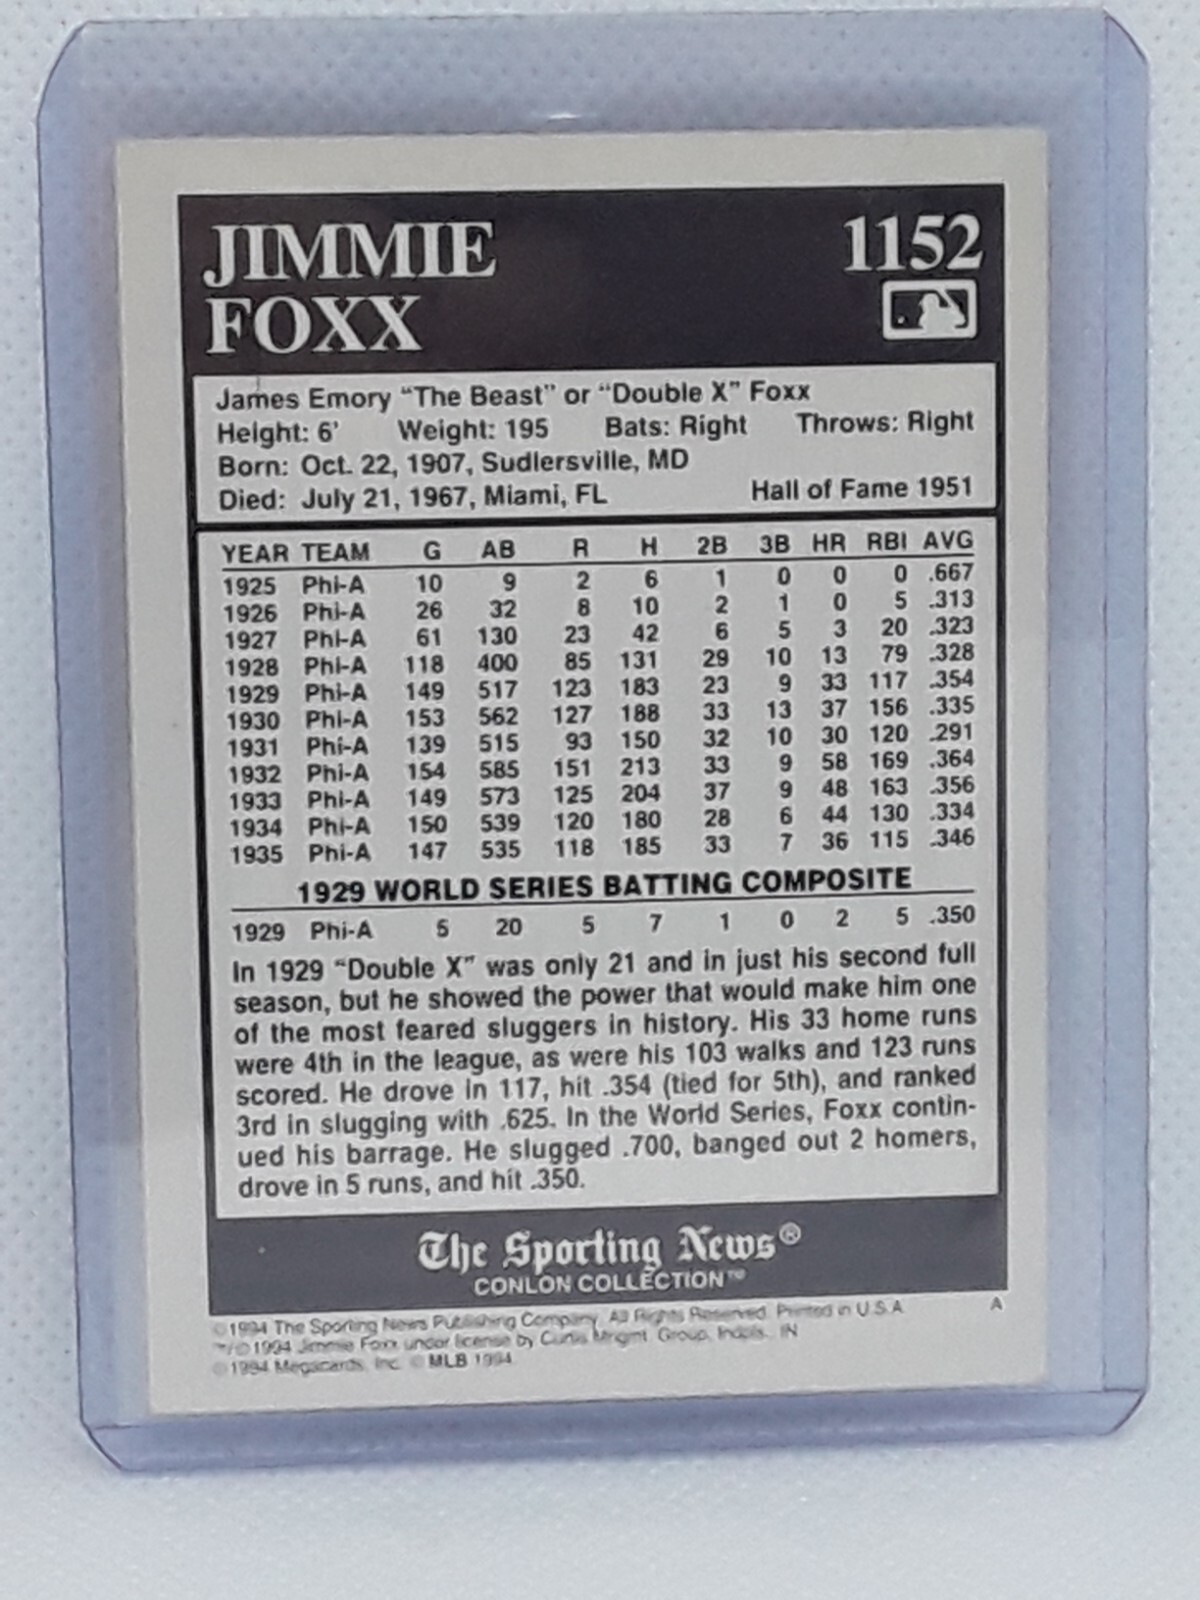 JIMMIE
FOXX
1152
James Emory "The Beast" or "Double X" Foxx
Height: 6' Weight: 195 Bats: Right Throws: Right
Born: Oct. 22, 1907, Sudlersville, MD
Died: July 21, 1967, Miami, FL Hall of Fame 1951
YEAR TEAM G AB R H 2B 3B HR RBI AVG
1925 Phi-A 10 9 2 6 1 0 0 0 .667
1926 Phi-A 26 32 8 10 2 1 0 5 .313
1927 Phi-A 61 130 23 42 6 5 3 20 .323
1928 Phi-A 118 400 85 131 29 10 13 79 .328
1929 Phi-A 149 517 123 183 23 9 33 117 .354
1930 Phi-A 153 562 127 188 33 13 37 156 .335
1931 Phi-A 139 515 93 150 32 10 30 120 .291
1932 Phi-A 154 585 151 213 33 9 58 169 .364
1933 Phi-A 149 573 125 204 37 9 48 163 .356
1934 Phi-A 150 539 120 180 28 6 44 130 .334
1935 Phi-A 147 535 118 185 33 7 36 115 .346
1929 WORLD SERIES BATTING COMPOSITE
1929 Phi-A 5 20 5 7 1 0 2 5 .350
In 1929 "Double X" was only 21 and in just his second full
season, but he showed the power that would make him one
of the most feared sluggers in history. His 33 home runs
were 4th in the league, as were his 103 walks and 123 runs
scored. He drove in 117, hit .354 (tied for 5th), and ranked
3rd in slugging with .625. In the World Series, Foxx contin-
ued his barrage. He slugged .700, banged out 2 homers,
drove in 5 runs, and hit .350.
The Sporting News®
CONLON COLLECTION™
©1994 The Sporting News Publishing Company. All Rights Reserved. Printed in U.S.A. A
™/©1994 Jimmie Foxx under license by Curtis Mngmt. Group, Indpls., IN
©1994 Megacards, Inc. © MLB 1994